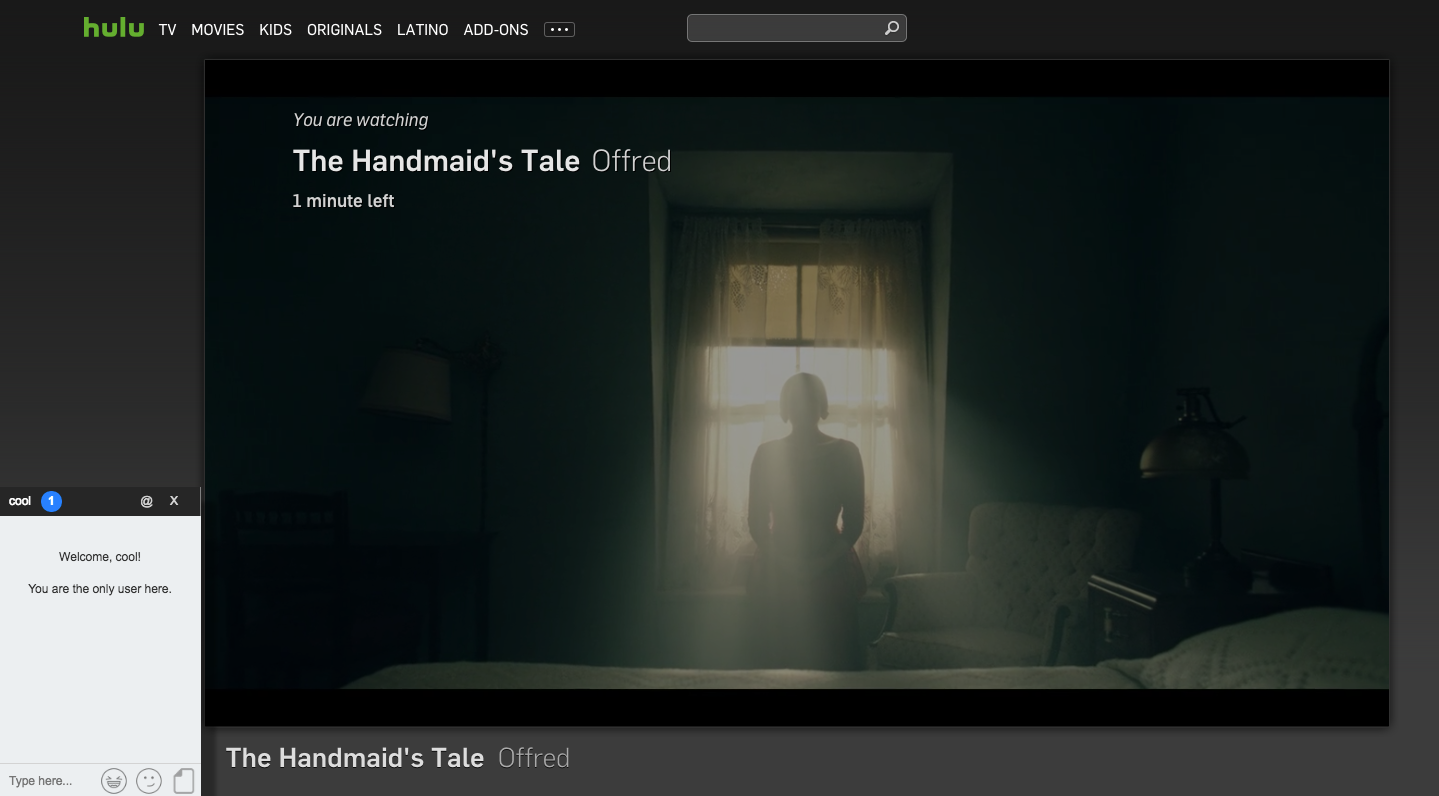 hulu TV MOVIES KIDS ORIGINALS LATINO ADD-ONS
You are watching
The Handmaid's Tale Offred
1 minute left
cool 1 @ X
Welcome, cool!
You are the only user here.
Type here...
The Handmaid's Tale Offred